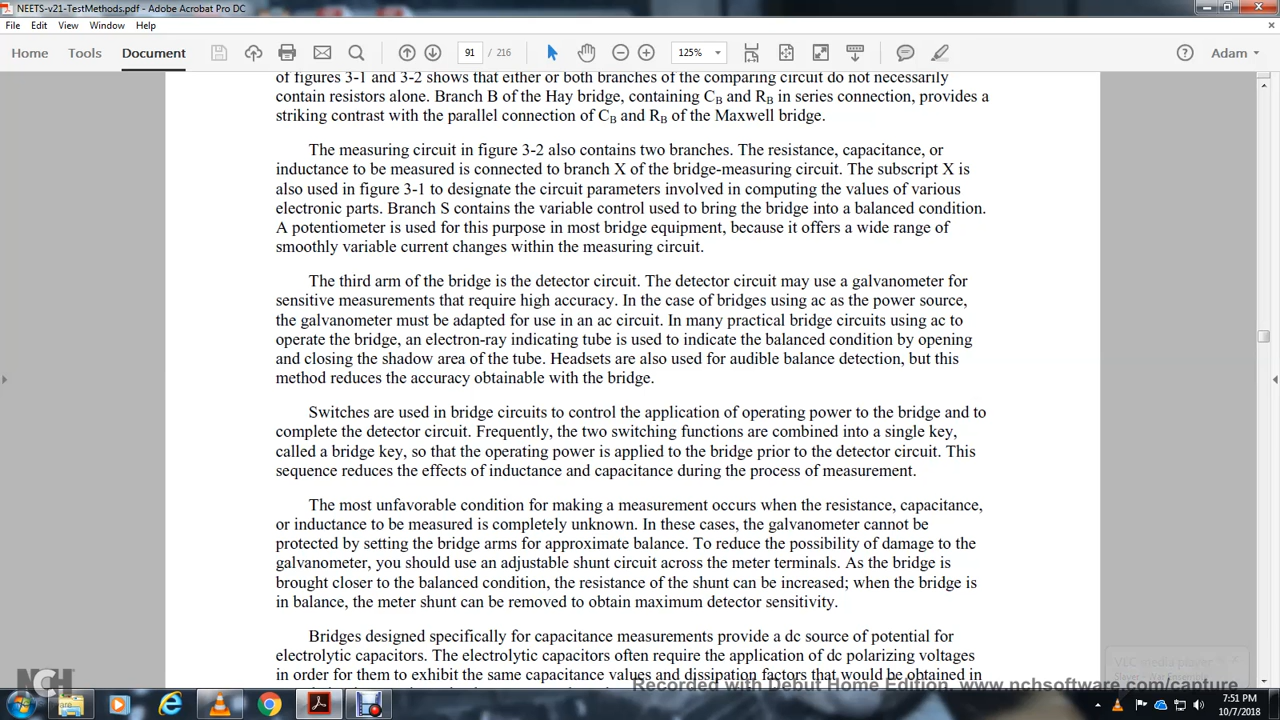 NEETS-v21-TestMethods.pdf - Adobe Acrobat Pro DC
File Edit View Window Help
Home Tools Document 91 / 216 125% Adam
of figures 3-1 and 3-2 shows that either or both branches of the comparing circuit do not necessarily
contain resistors alone. Branch B of the Hay bridge, containing CB and RB in series connection, provides a
striking contrast with the parallel connection of CB and RB of the Maxwell bridge.
The measuring circuit in figure 3-2 also contains two branches. The resistance, capacitance, or
inductance to be measured is connected to branch X of the bridge-measuring circuit. The subscript X is
also used in figure 3-1 to designate the circuit parameters involved in computing the values of various
electronic parts. Branch S contains the variable control used to bring the bridge into a balanced condition.
A potentiometer is used for this purpose in most bridge equipment, because it offers a wide range of
smoothly variable current changes within the measuring circuit.
The third arm of the bridge is the detector circuit. The detector circuit may use a galvanometer for
sensitive measurements that require high accuracy. In the case of bridges using ac as the power source,
the galvanometer must be adapted for use in an ac circuit. In many practical bridge circuits using ac to
operate the bridge, an electron-ray indicating tube is used to indicate the balanced condition by opening
and closing the shadow area of the tube. Headsets are also used for audible balance detection, but this
method reduces the accuracy obtainable with the bridge.
Switches are used in bridge circuits to control the application of operating power to the bridge and to
complete the detector circuit. Frequently, the two switching functions are combined into a single key,
called a bridge key, so that the operating power is applied to the bridge prior to the detector circuit. This
sequence reduces the effects of inductance and capacitance during the process of measurement.
The most unfavorable condition for making a measurement occurs when the resistance, capacitance,
or inductance to be measured is completely unknown. In these cases, the galvanometer cannot be
protected by setting the bridge arms for approximate balance. To reduce the possibility of damage to the
galvanometer, you should use an adjustable shunt circuit across the meter terminals. As the bridge is
brought closer to the balanced condition, the resistance of the shunt can be increased; when the bridge is
in balance, the meter shunt can be removed to obtain maximum detector sensitivity.
Bridges designed specifically for capacitance measurements provide a dc source of potential for
electrolytic capacitors. The electrolytic capacitors often require the application of dc polarizing voltages
in order for them to exhibit the same capacitance values and dissipation factors that would be obtained in
VLC media player
NCH
Recorded with Debut Home Edition. www.nchsoftware.com/capture
7:51 PM
10/7/2018